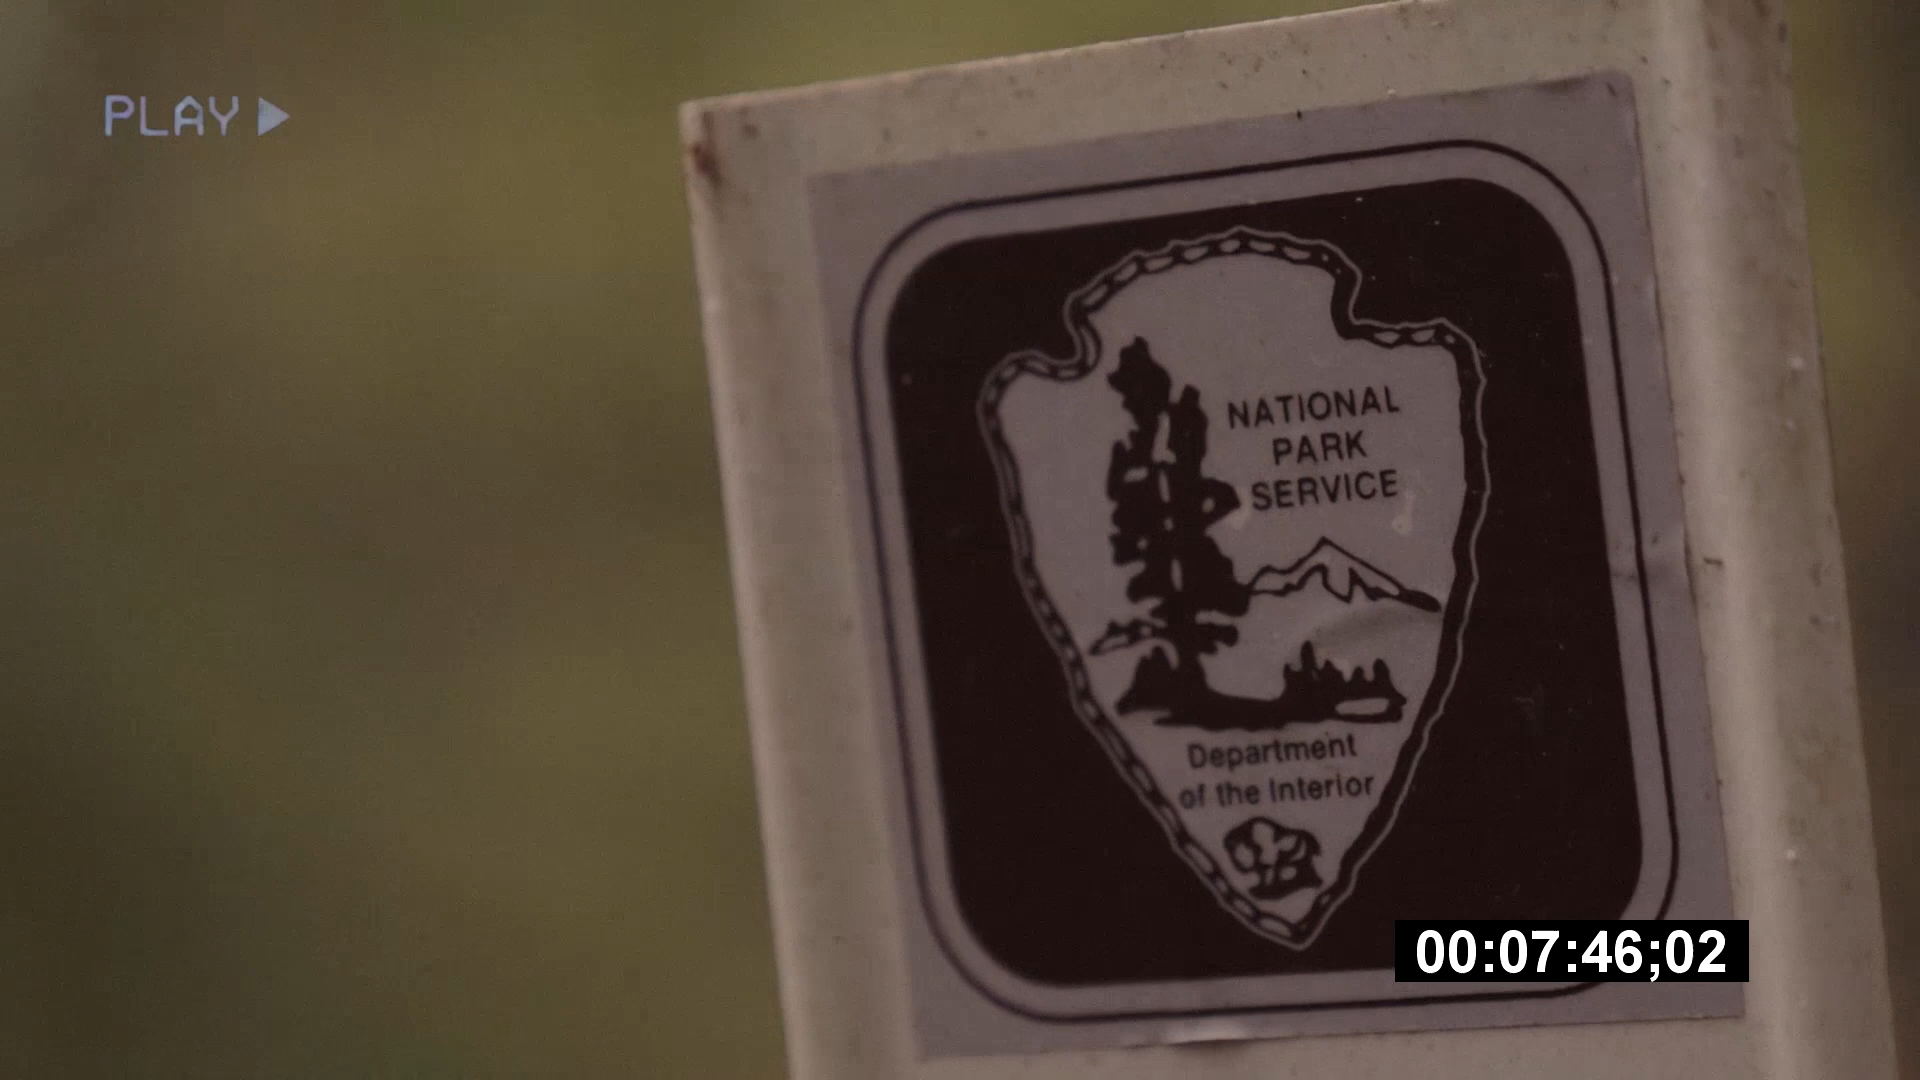 PLAY
NATIONAL
PARK
SERVICE
Department
of the Interior
00:07:46;02